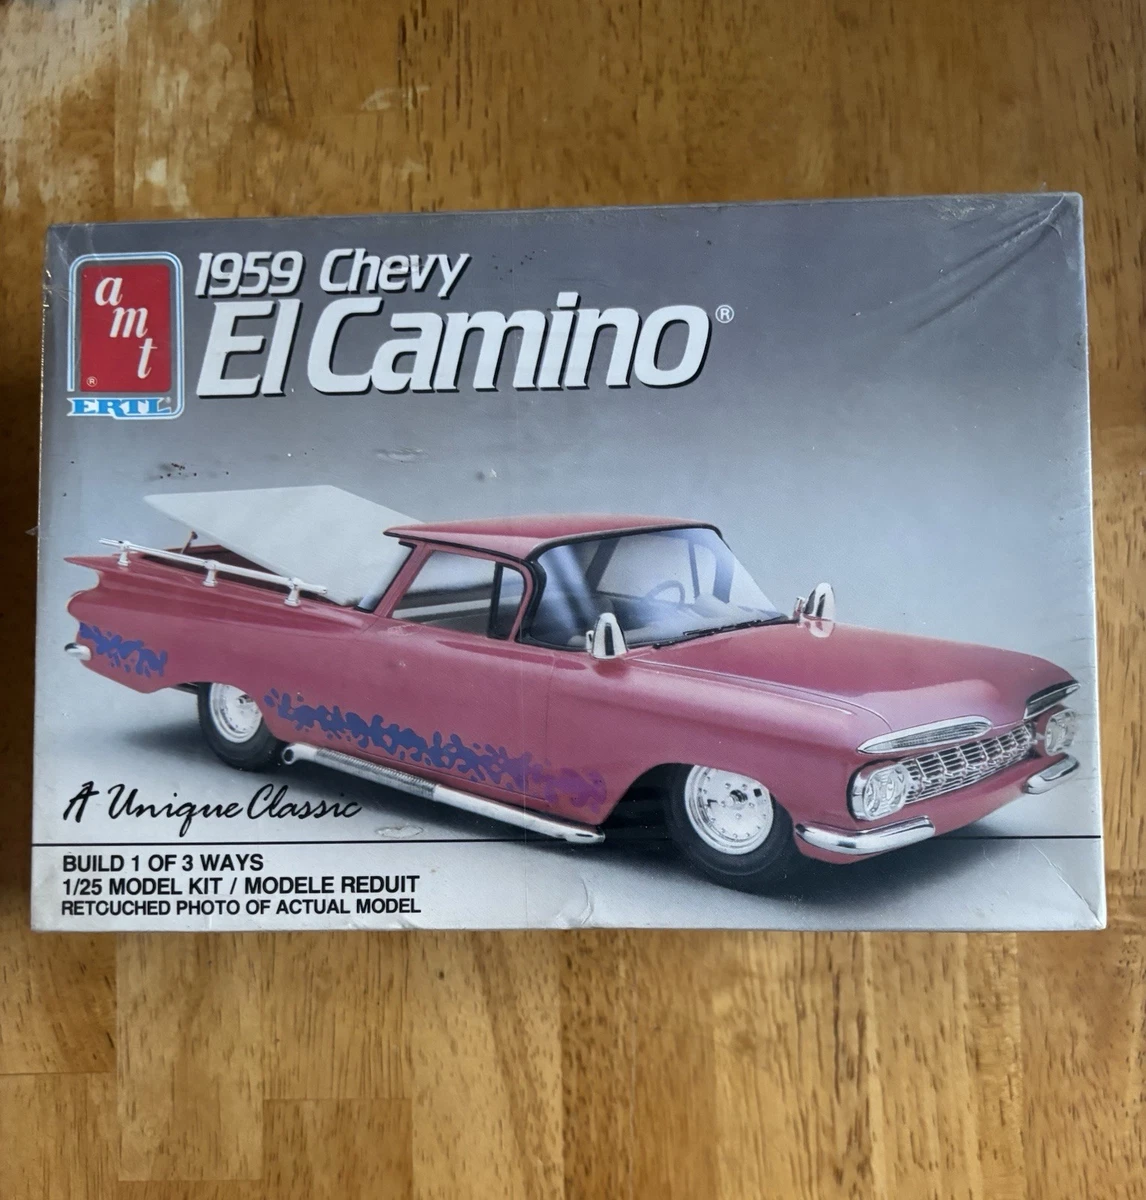 amt
®
ERTL®
1959 Chevy
El Camino®
A Unique Classic
BUILD 1 OF 3 WAYS
1/25 MODEL KIT / MODELE REDUIT
RETOUCHED PHOTO OF ACTUAL MODEL